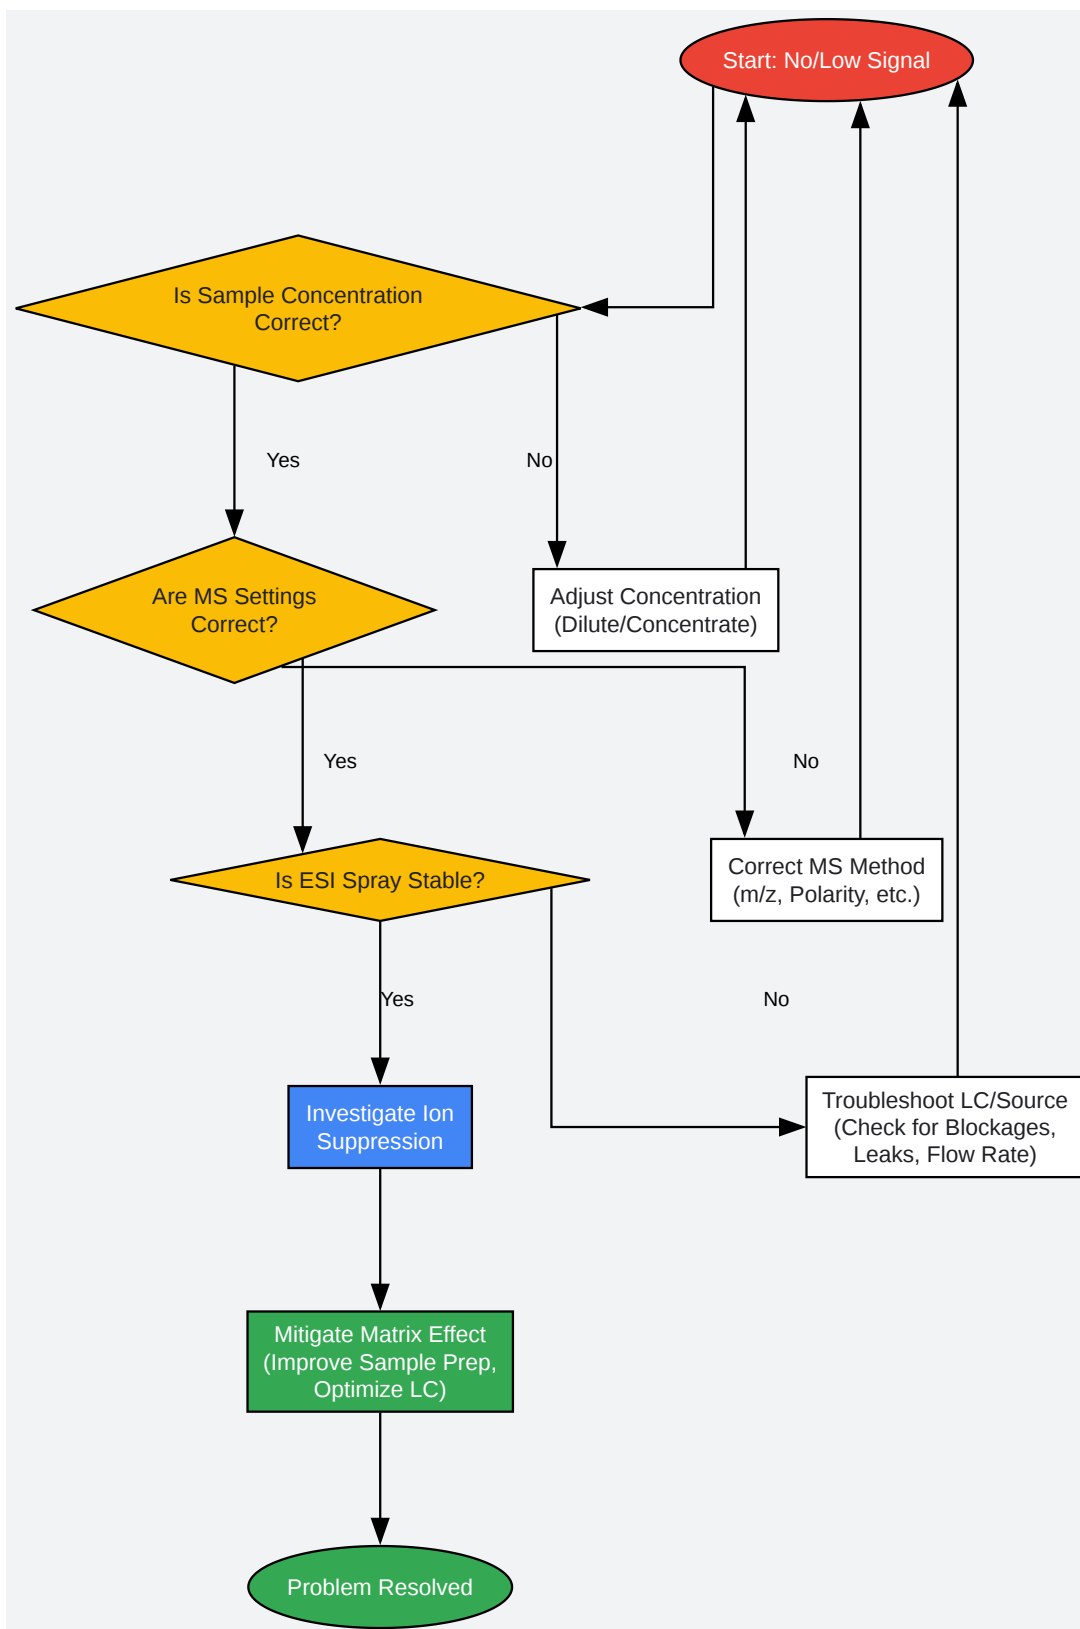 Start: No/Low Signal
Is Sample Concentration
Correct?
Yes
No
Are MS Settings
Correct?
Adjust Concentration
(Dilute/Concentrate)
Yes
No
Is ESI Spray Stable?
Correct MS Method
(m/z, Polarity, etc.)
Yes
No
Investigate Ion
Suppression
Troubleshoot LC/Source
(Check for Blockages,
Leaks, Flow Rate)
Mitigate Matrix Effect
(Improve Sample Prep,
Optimize LC)
Problem Resolved